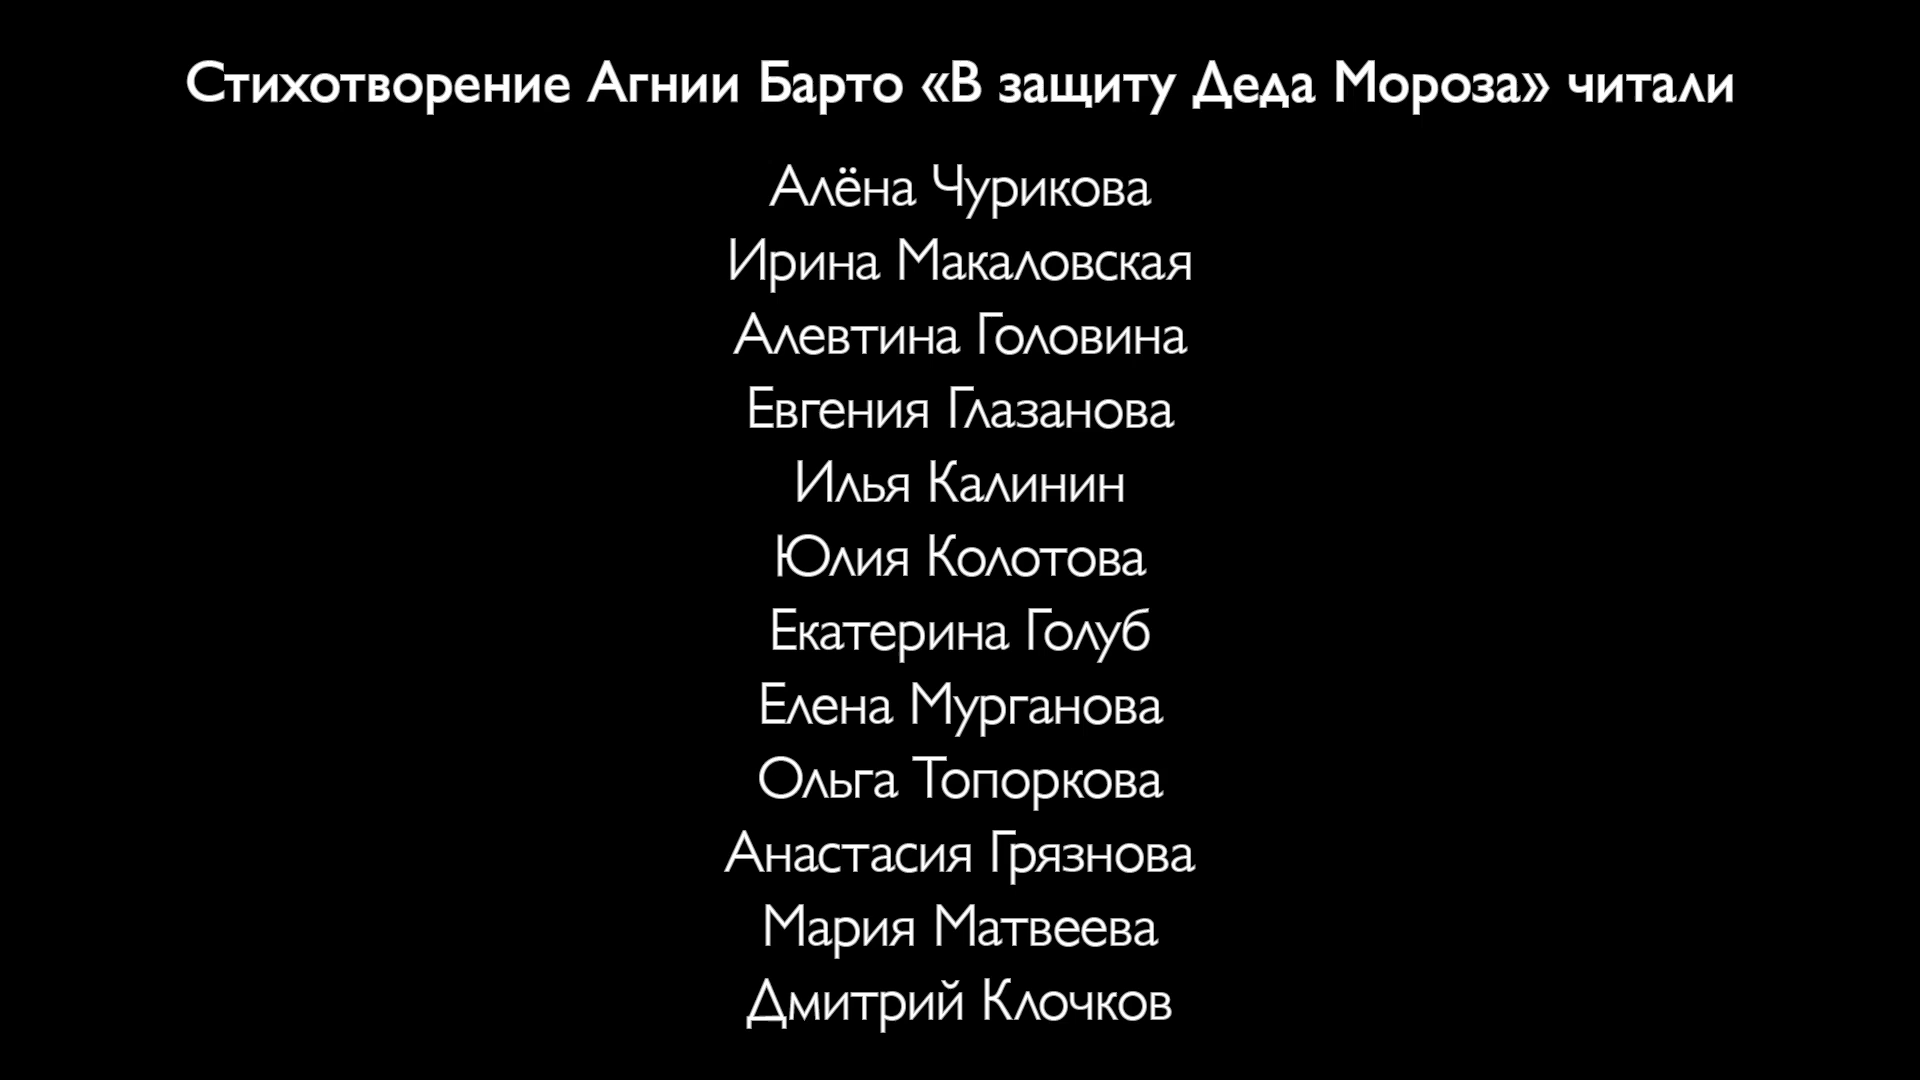 Стихотворение Агнии Барто «В защиту Деда Мороза» читали
Алёна Чурикова
Ирина Макаловская
Алевтина Головина
Евгения Глазанова
Илья Калинин
Юлия Колотова
Екатерина Голуб
Елена Мурганова
Ольга Топоркова
Анастасия Грязнова
Мария Матвеева
Дмитрий Клочков